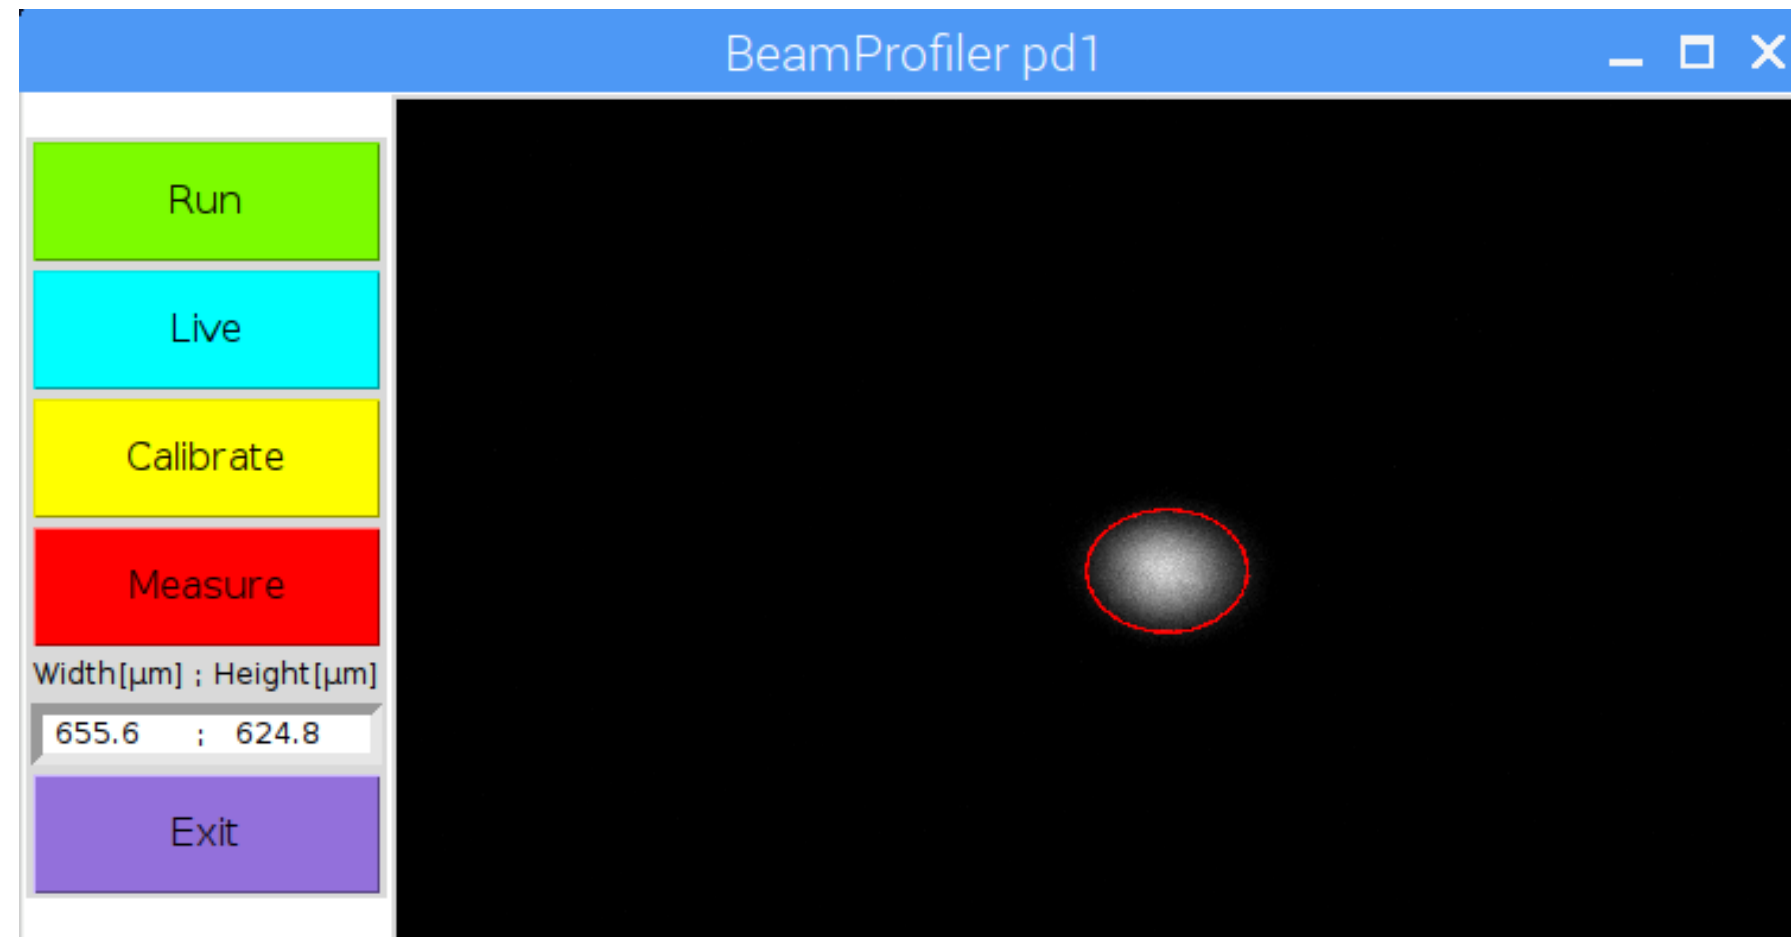 BeamProfiler pd1
Run
Live
Calibrate
Measure
Width[µm] ; Height[µm]
655.6 ; 624.8
Exit